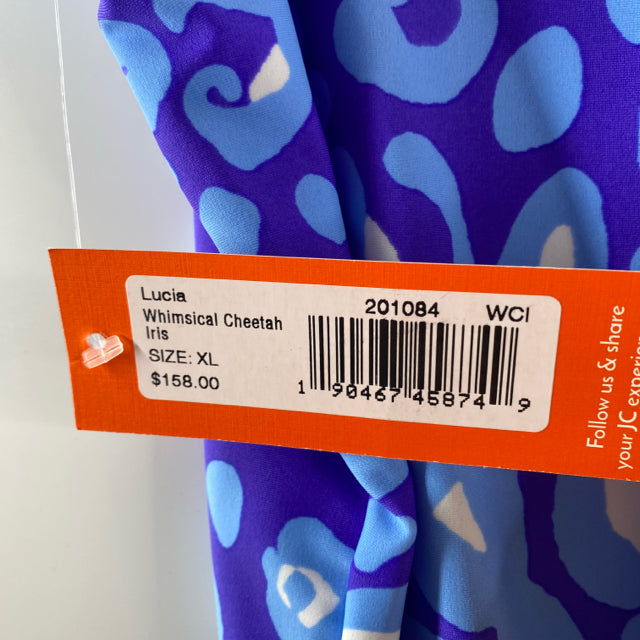 Lucia
Whimsical Cheetah
Iris
SIZE: XL
$158.00
201084 WCI
1 90467 45874 9
Follow us & share
your JC